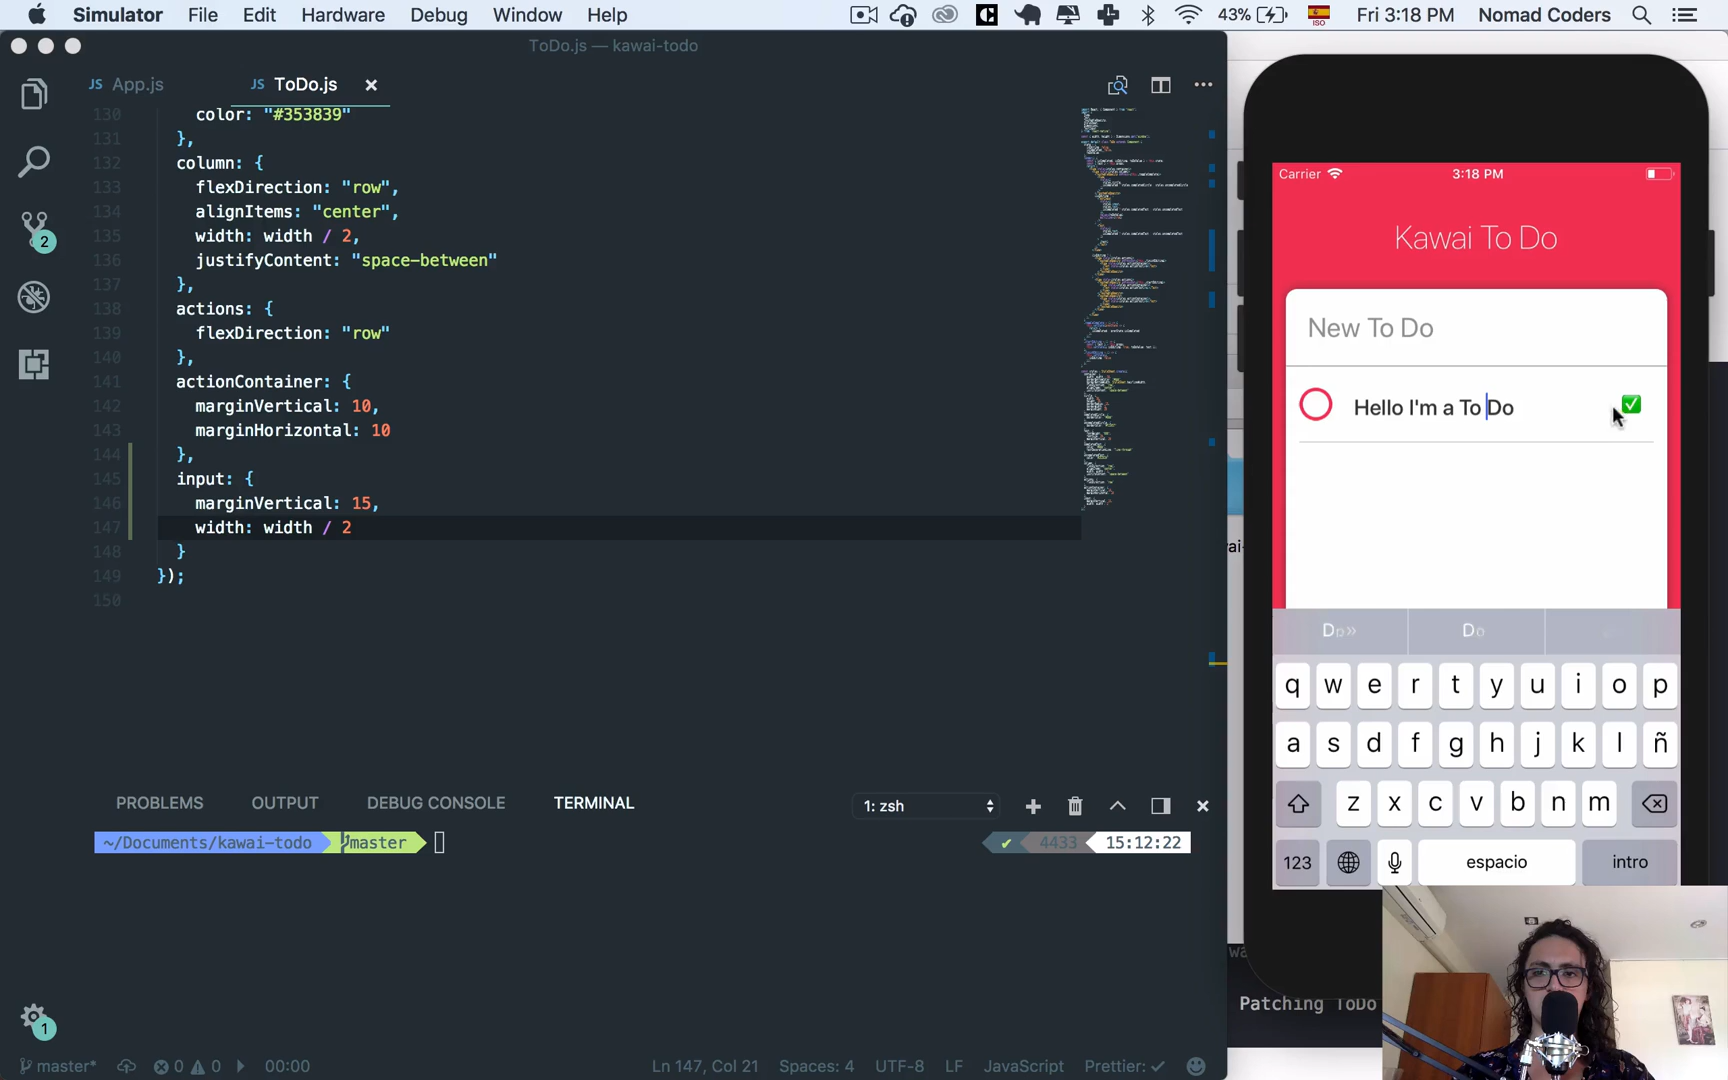 Simulator File Edit Hardware Debug Window Help 43% ISO Fri 3:18 PM Nomad Coders
ToDo.js — kawai-todo
JS App.js JS ToDo.js
130 color: "#353839"
131 },
132 column: {
133 flexDirection: "row",
134 alignItems: "center",
135 width: width / 2,
136 justifyContent: "space-between"
137 },
138 actions: {
139 flexDirection: "row"
140 },
141 actionContainer: {
142 marginVertical: 10,
143 marginHorizontal: 10
144 },
145 input: {
146 marginVertical: 15,
147 width: width / 2
148 }
149 });
150
2
1
PROBLEMS OUTPUT DEBUG CONSOLE TERMINAL 1: zsh
~/Documents/kawai-todo master 4433 15:12:22
master* 0 0 00:00 Ln 147, Col 21 Spaces: 4 UTF-8 LF JavaScript Prettier: ✓
Carrier 3:18 PM
Kawai To Do
New To Do
Hello I'm a To Do
Do
q w e r t y u i o p
a s d f g h j k l ñ
z x c v b n m
123 espacio intro
Patching ToDo